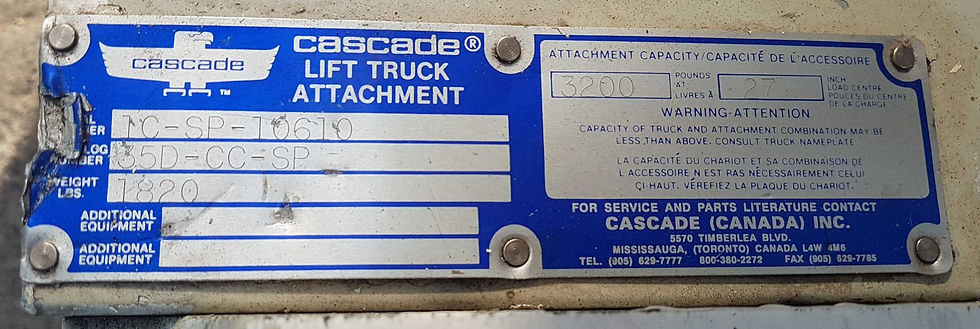 cascade
™
cascade®
LIFT TRUCK
ATTACHMENT
1C-SP-10610
35D-CC-SP
WEIGHT
LBS.
1820
ADDITIONAL
EQUIPMENT
ADDITIONAL
EQUIPMENT
ATTACHMENT CAPACITY/CAPACITÉ DE L'ACCESSOIRE
3200
POUNDS
AT
LIVRES À
27
INCH
LOAD CENTRE
POUCES DU CENTRE
DE LA CHARGE
WARNING-ATTENTION
CAPACITY OF TRUCK AND ATTACHMENT COMBINATION MAY BE
LESS THAN ABOVE. CONSULT TRUCK NAMEPLATE.
LA CAPACITÉ DU CHARIOT ET SA COMBINAISON DE
L ACCESSOIRE N EST PAS NÉCESSAIREMENT CELUI
ÇI-HAUT. VÉREFIEZ LA PLAQUE DU CHARIOT.
FOR SERVICE AND PARTS LITERATURE CONTACT
CASCADE (CANADA) INC.
5570 TIMBERLEA BLVD.
MISSISSAUGA, (TORONTO) CANADA L4W 4M6
TEL. (905) 629-7777 800-380-2272 FAX (905) 629-7785